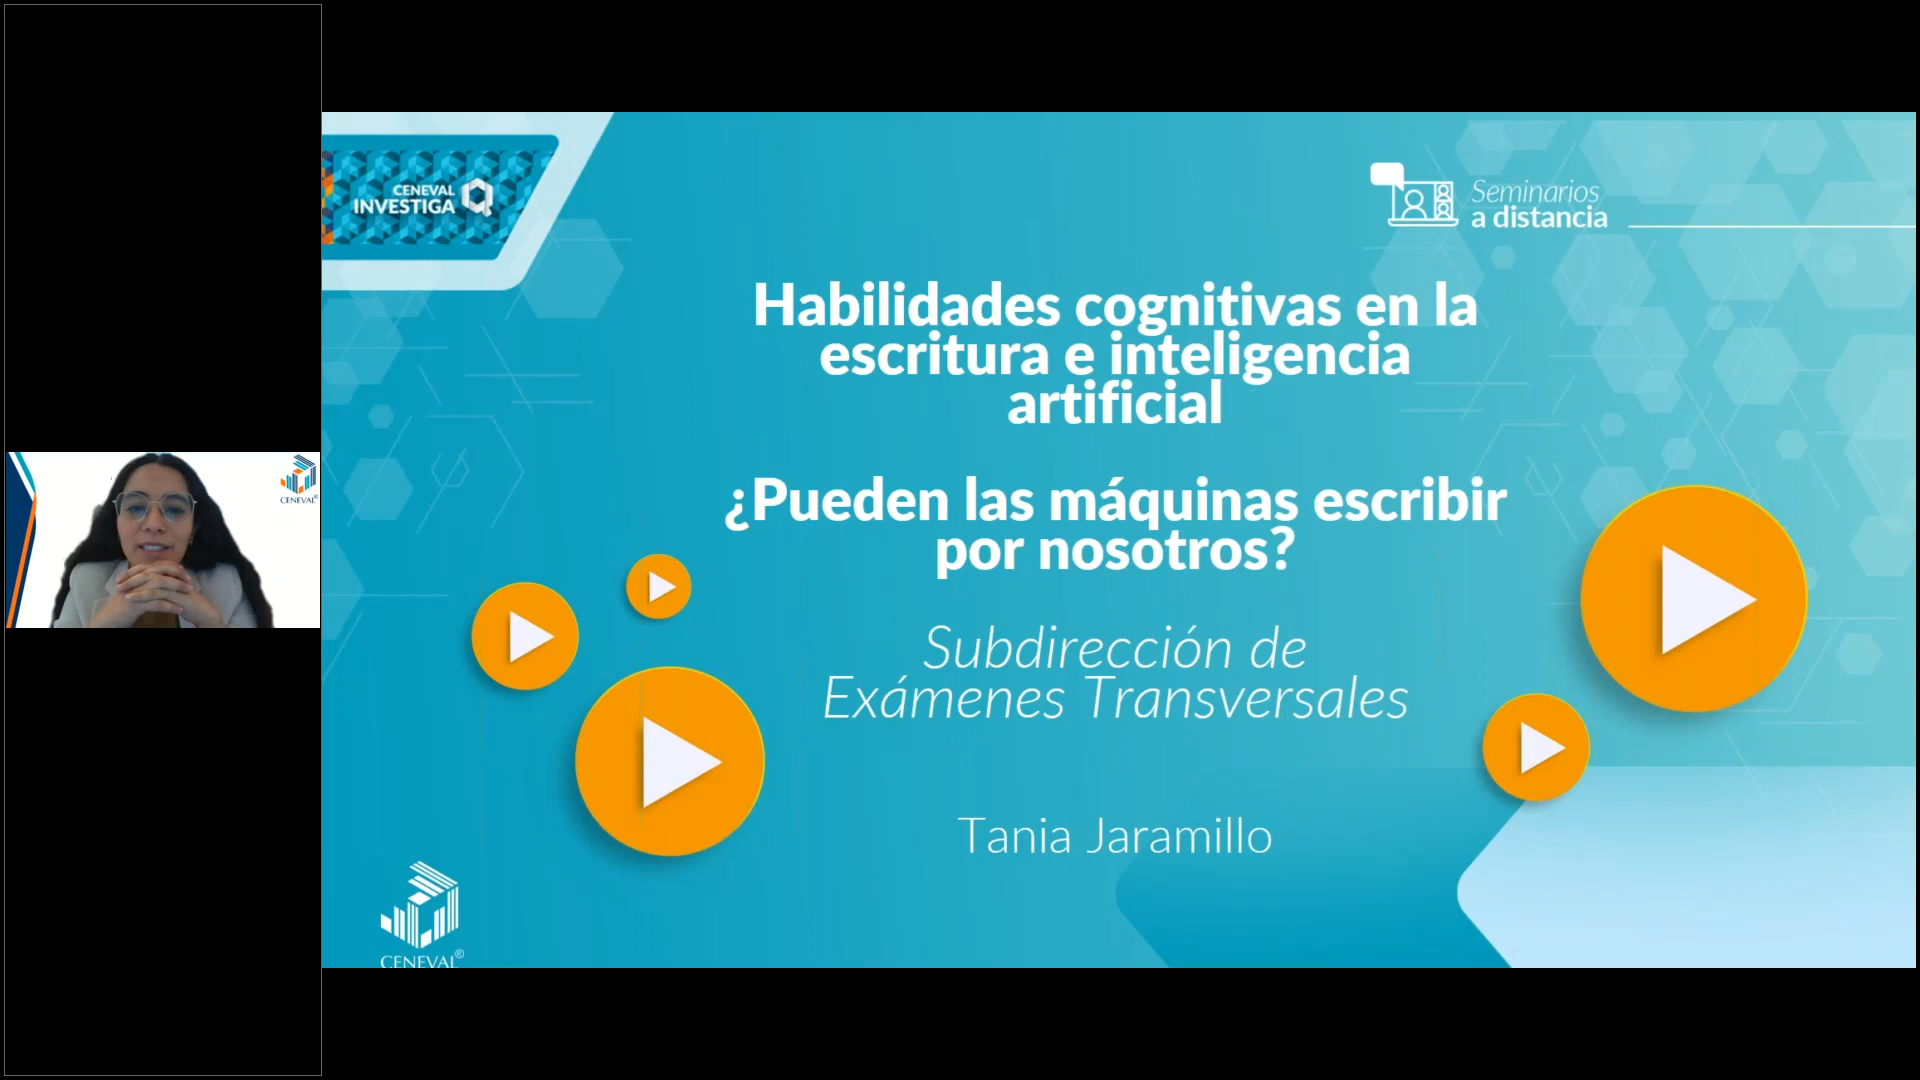 CENEVAL
INVESTIGA
Seminarios
a distancia
Habilidades cognitivas en la
escritura e inteligencia
artificial
¿Pueden las máquinas escribir
por nosotros?
Subdirección de
Exámenes Transversales
Tania Jaramillo
CENEVAL®
CENEVAL®